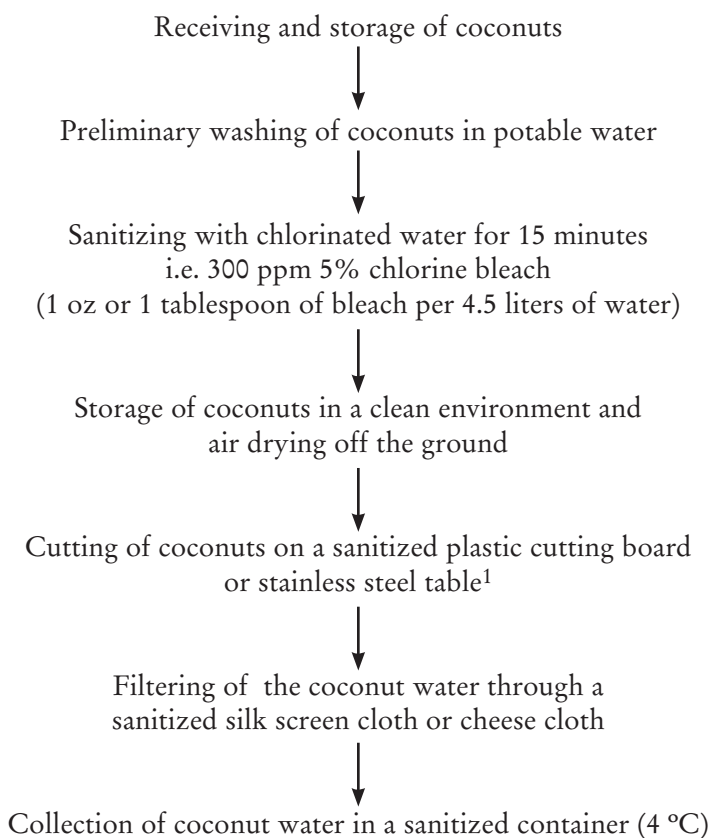 Receiving and storage of coconuts
Preliminary washing of coconuts in potable water
Sanitizing with chlorinated water for 15 minutes
i.e. 300 ppm 5% chlorine bleach
(1 oz or 1 tablespoon of bleach per 4.5 liters of water)
Storage of coconuts in a clean environment and
air drying off the ground
Cutting of coconuts on a sanitized plastic cutting board
or stainless steel table¹
Filtering of the coconut water through a
sanitized silk screen cloth or cheese cloth
Collection of coconut water in a sanitized container (4 ºC)